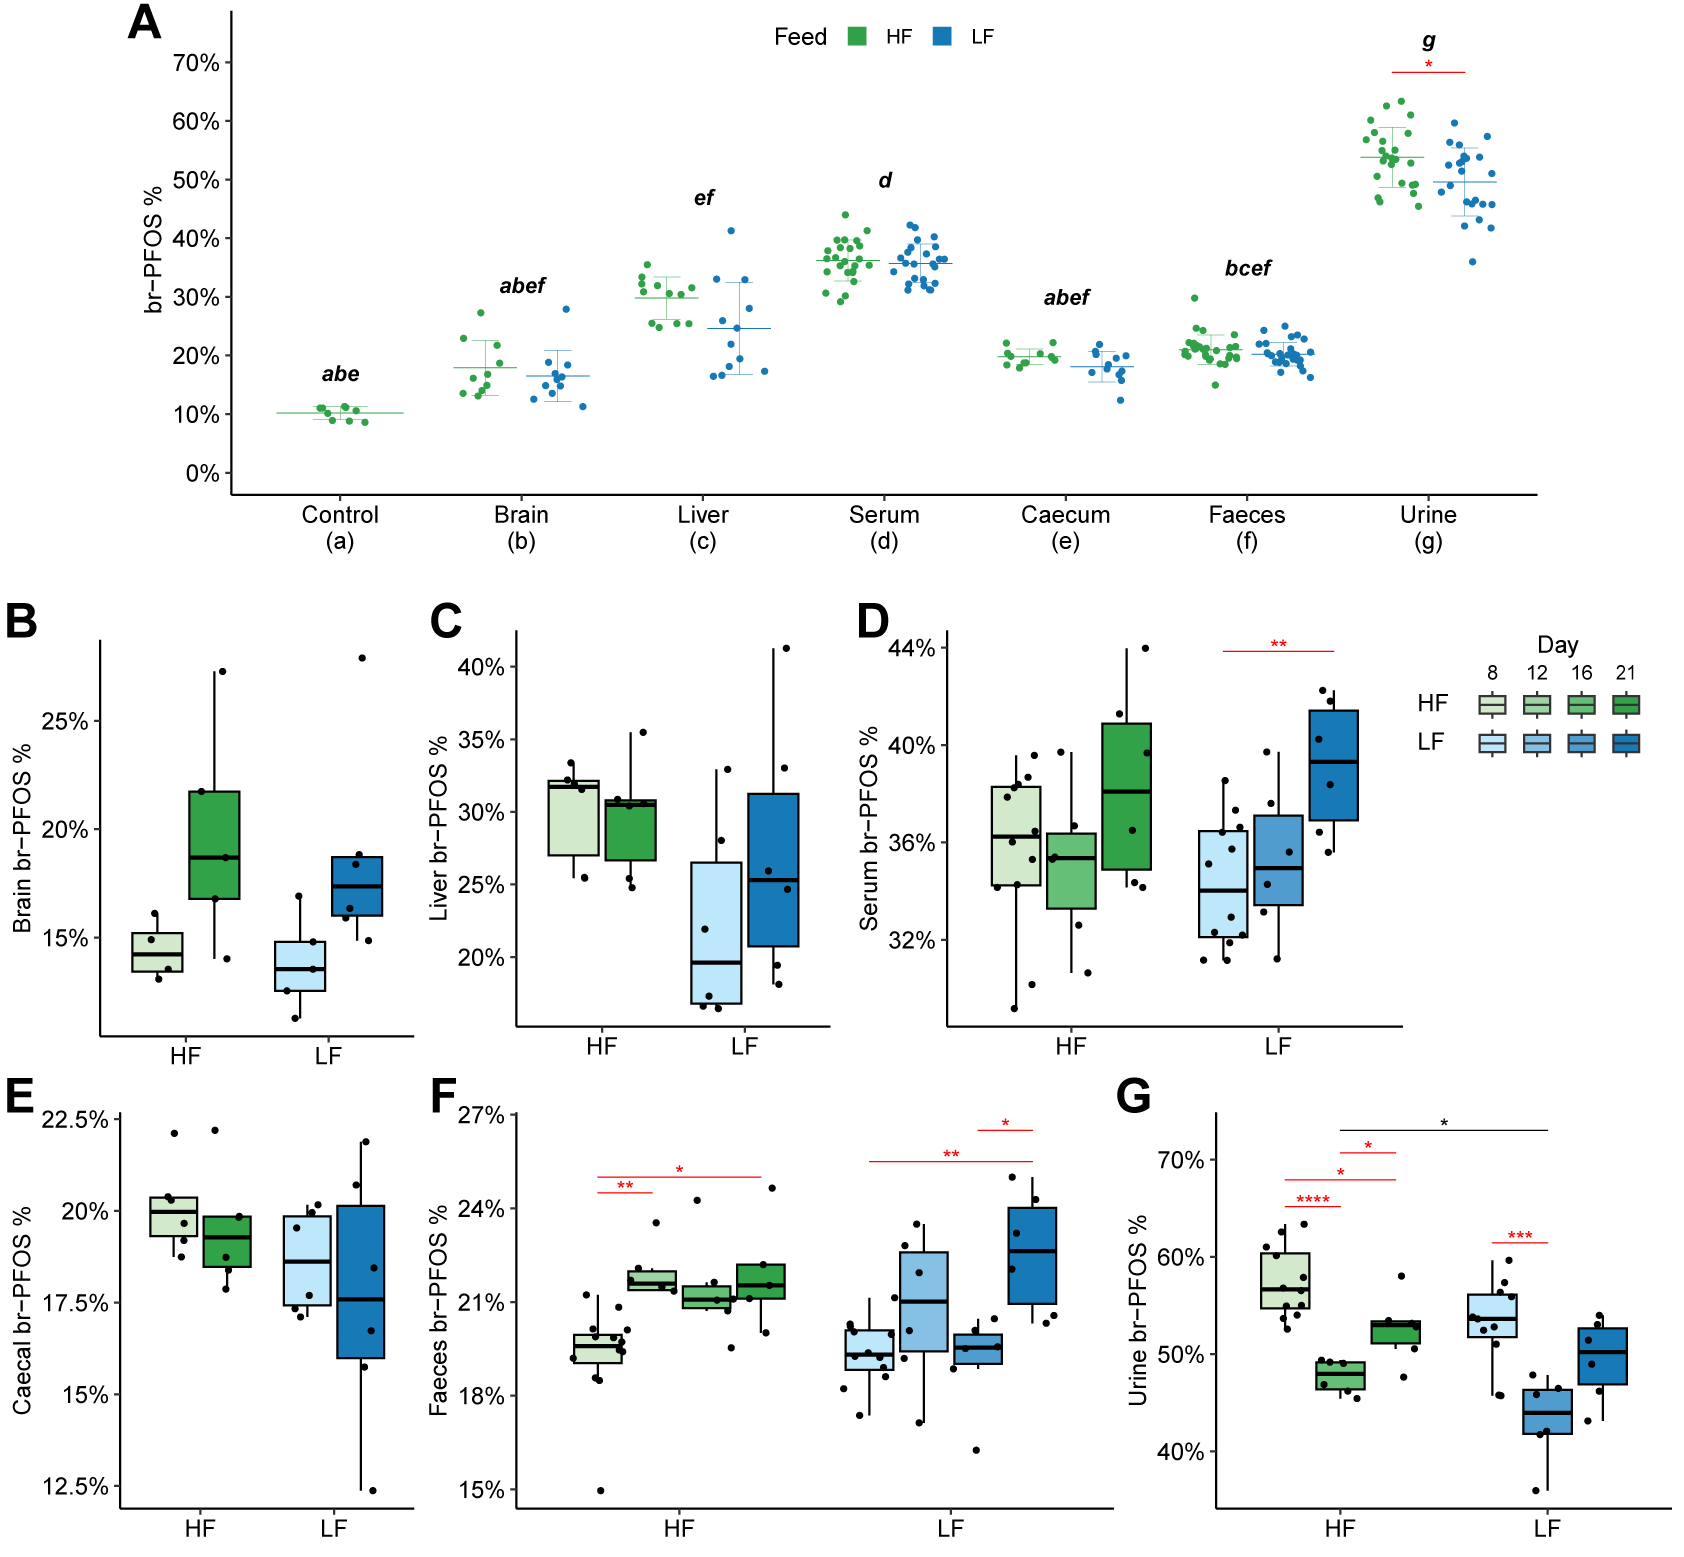 A
Feed HF LF
br−PFOS %
70%
60%
50%
40%
30%
20%
10%
0%
abe
abef
ef
d
abef
bcef
g
*
Control Brain Liver Serum Caecum Faeces Urine
(a) (b) (c) (d) (e) (f) (g)
B
Brain br−PFOS %
25%
20%
15%
HF LF
C
Liver br−PFOS %
40%
35%
30%
25%
20%
HF LF
D
Serum br−PFOS %
44%
40%
36%
32%
**
HF LF
Day
8 12 16 21
HF
LF
E
Caecal br−PFOS %
22.5%
20%
17.5%
15%
12.5%
HF LF
F
Faeces br−PFOS %
27%
24%
21%
18%
15%
*
**
*
**
HF LF
G
Urine br−PFOS %
70%
60%
50%
40%
*
*
*
****
***
HF LF